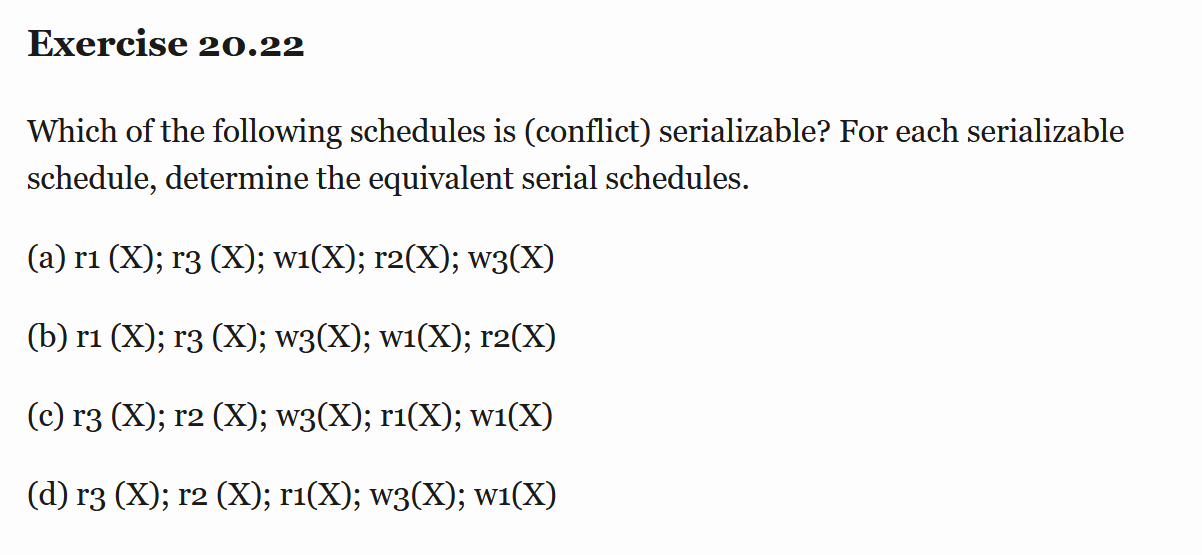 Exercise 20.22
Which of the following schedules is (conflict) serializable? For each serializable
schedule, determine the equivalent serial schedules.
(a) r1 (X); r3 (X); w1(X); r2(X); w3(X)
(b) r1 (X); r3 (X); w3(X); w1(X); r2(X)
(c) r3 (X); r2 (X); w3(X); r1(X); w1(X)
(d) r3 (X); r2 (X); r1(X); w3(X); w1(X)